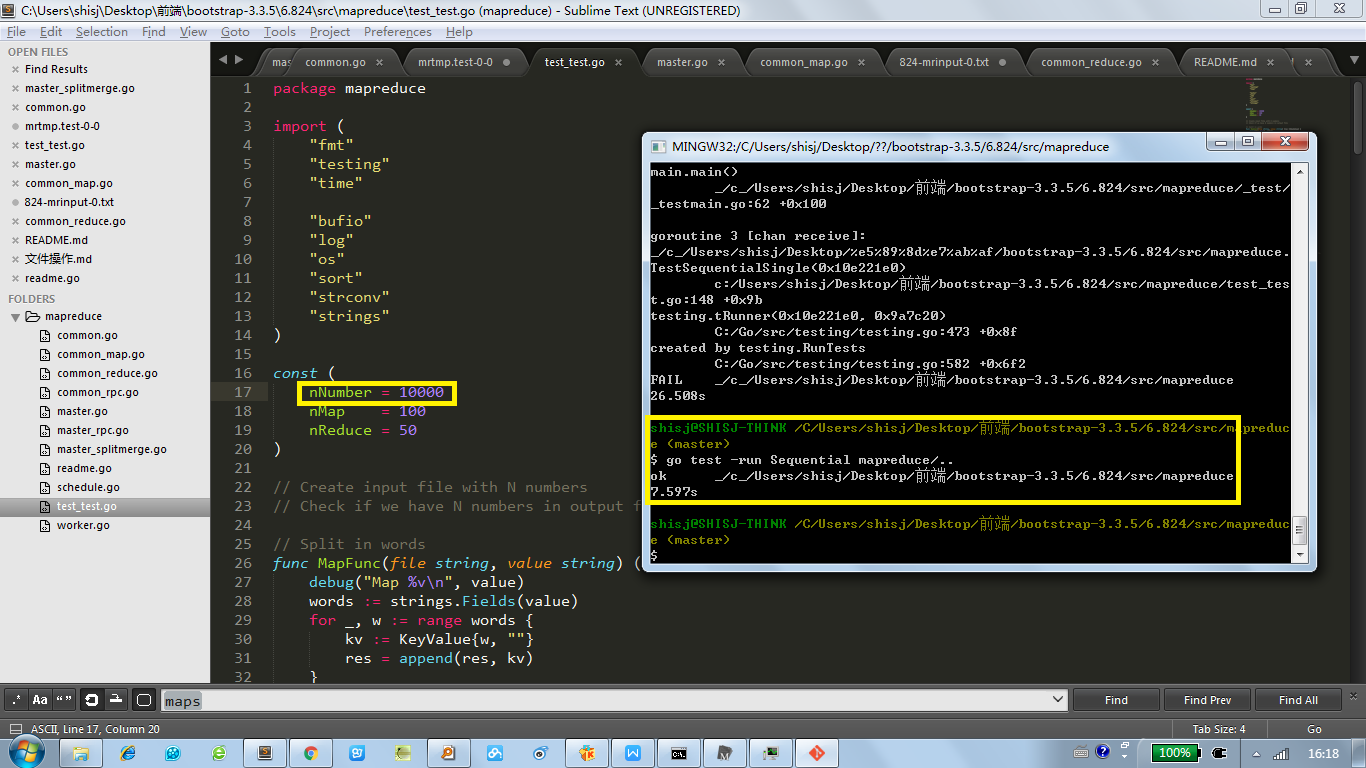 C:\Users\shisj\Desktop\前端\bootstrap-3.3.5\6.824\src\mapreduce\test_test.go (mapreduce) - Sublime Text (UNREGISTERED)
File Edit Selection Find View Goto Tools Project Preferences Help
OPEN FILES
Find Results
master_splitmerge.go
common.go
mrtmp.test-0-0
test_test.go
master.go
common_map.go
824-mrinput-0.txt
common_reduce.go
README.md
文件操作.md
readme.go
FOLDERS
mapreduce
common.go
common_map.go
common_reduce.go
common_rpc.go
master.go
master_rpc.go
master_splitmerge.go
readme.go
schedule.go
test_test.go
worker.go
mas common.go mrtmp.test-0-0 test_test.go master.go common_map.go 824-mrinput-0.txt common_reduce.go README.md
1 package mapreduce
2
3 import (
4 "fmt"
5 "testing"
6 "time"
7
8 "bufio"
9 "log"
10 "os"
11 "sort"
12 "strconv"
13 "strings"
14 )
15
16 const (
17 nNumber = 10000
18 nMap = 100
19 nReduce = 50
20 )
21
22 // Create input file with N numbers
23 // Check if we have N numbers in output f
24
25 // Split in words
26 func MapFunc(file string, value string) (
27 debug("Map %v\n", value)
28 words := strings.Fields(value)
29 for _, w := range words {
30 kv := KeyValue{w, ""}
31 res = append(res, kv)
32 }
MINGW32:/C/Users/shisj/Desktop/??/bootstrap-3.3.5/6.824/src/mapreduce
main.main()
_/c_/Users/shisj/Desktop/前端/bootstrap-3.3.5/6.824/src/mapreduce/_test/
_testmain.go:62 +0x100
goroutine 3 [chan receive]:
_/c_/Users/shisj/Desktop/%e5%89%8d%e7%ab%af/bootstrap-3.3.5/6.824/src/mapreduce.
TestSequentialSingle(0x10e221e0)
c:/Users/shisj/Desktop/前端/bootstrap-3.3.5/6.824/src/mapreduce/test_tes
t.go:148 +0x9b
testing.tRunner(0x10e221e0, 0x9a7c20)
C:/Go/src/testing/testing.go:473 +0x8f
created by testing.RunTests
C:/Go/src/testing/testing.go:582 +0x6f2
FAIL _/c_/Users/shisj/Desktop/前端/bootstrap-3.3.5/6.824/src/mapreduce
26.508s
shisj@SHISJ-THINK /C/Users/shisj/Desktop/前端/bootstrap-3.3.5/6.824/src/mapreduc
e (master)
$ go test -run Sequential mapreduce/..
ok _/c_/Users/shisj/Desktop/前端/bootstrap-3.3.5/6.824/src/mapreduce
7.597s
shisj@SHISJ-THINK /C/Users/shisj/Desktop/前端/bootstrap-3.3.5/6.824/src/mapreduc
e (master)
$
.* Aa “” maps Find Find Prev Find All
ASCII, Line 17, Column 20 Tab Size: 4 Go
100% 16:18